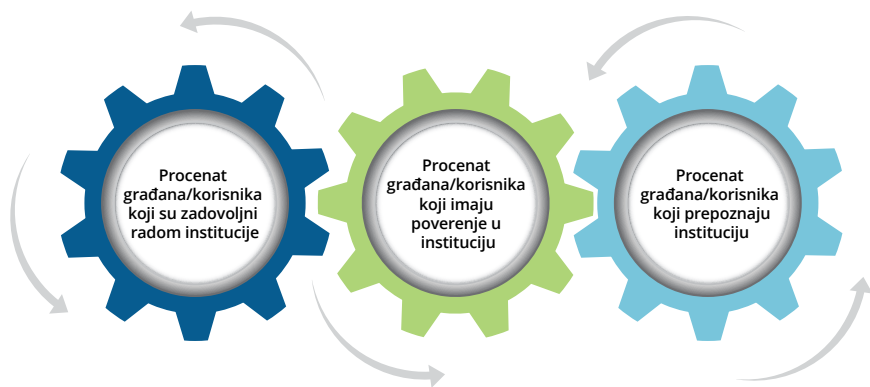 Procenat
građana/korisnika
koji su zadovoljni
radom institucije
Procenat
građana/korisnika
koji imaju
poverenje u
instituciju
Procenat
građana/korisnika
koji prepoznaju
instituciju